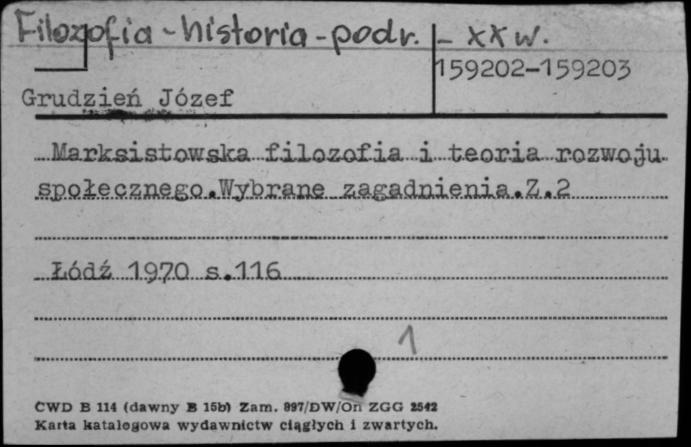 Filozofia - historia - podr. - XX w.
159202-159203
Grudzień Józef
Marksistowska filozofia i teoria rozwoju
społecznego.Wybrane zagadnienia.Z.2
Łódź 1970 s.116
1
CWD B 114 (dawny B 15b) Zam. 897/DW/On ZGG 2542
Karta katalogowa wydawnictw ciągłych i zwartych.